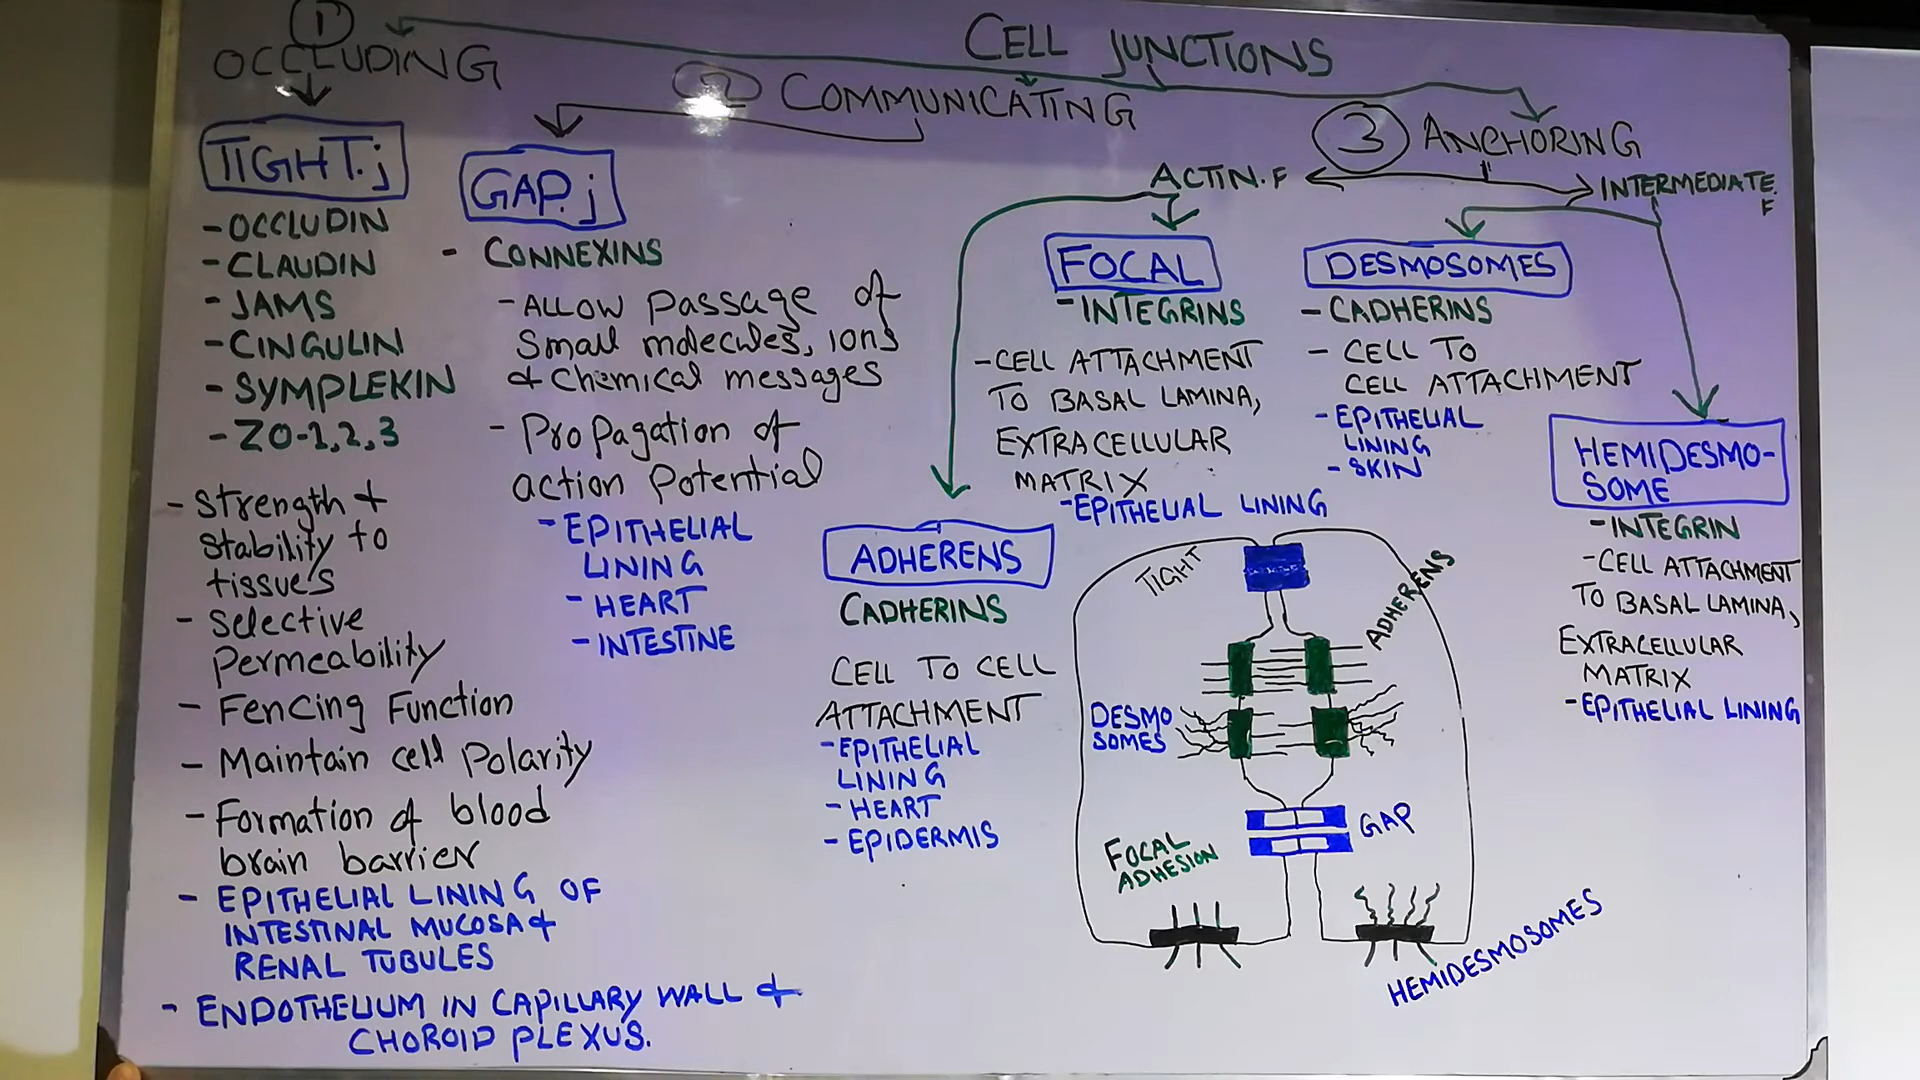 CELL JUNCTIONS
1
OCCLUDING
TIGHT.j
-OCCLUDIN
-CLAUDIN
-JAMS
-CINGULIN
-SYMPLEKIN
-ZO-1,2,3
-Strength +
stability to
tissues
- Selective
permeability
- Fencing Function
- Maintain cell Polarity
- Formation of blood
brain barrier
- EPITHELIAL LINING OF
INTESTINAL MUCOSA &
RENAL TUBULES
- ENDOTHELIUM IN CAPILLARY WALL &
CHOROID PLEXUS.
2 COMMUNICATING
GAP.j
- CONNEXINS
-ALLOW Passage of
Small molecules, ions
& Chemical messages
- Propagation of
action Potential
-EPITHELIAL
LINING
-HEART
-INTESTINE
3 ANCHORING
ACTIN.F
INTERMEDIATE.
F
FOCAL
-INTEGRINS
-CELL ATTACHMENT
TO BASAL LAMINA,
EXTRACELLULAR
MATRIX
-EPITHELIAL LINING
ADHERENS
CADHERINS
CELL TO CELL
ATTACHMENT
-EPITHELIAL
LINING
-HEART
-EPIDERMIS
DESMOSOMES
-CADHERINS
- CELL TO
CELL ATTACHMENT
-EPITHELIAL
LINING
-SKIN
HEMIDESMO-
SOME
-INTEGRIN
-CELL ATTACHMENT
TO BASAL LAMINA,
EXTRACELLULAR
MATRIX
-EPITHELIAL LINING
TIGHT
ADHERENS
DESMO
SOMES
GAP
FOCAL
ADHESION
HEMIDESMOSOMES